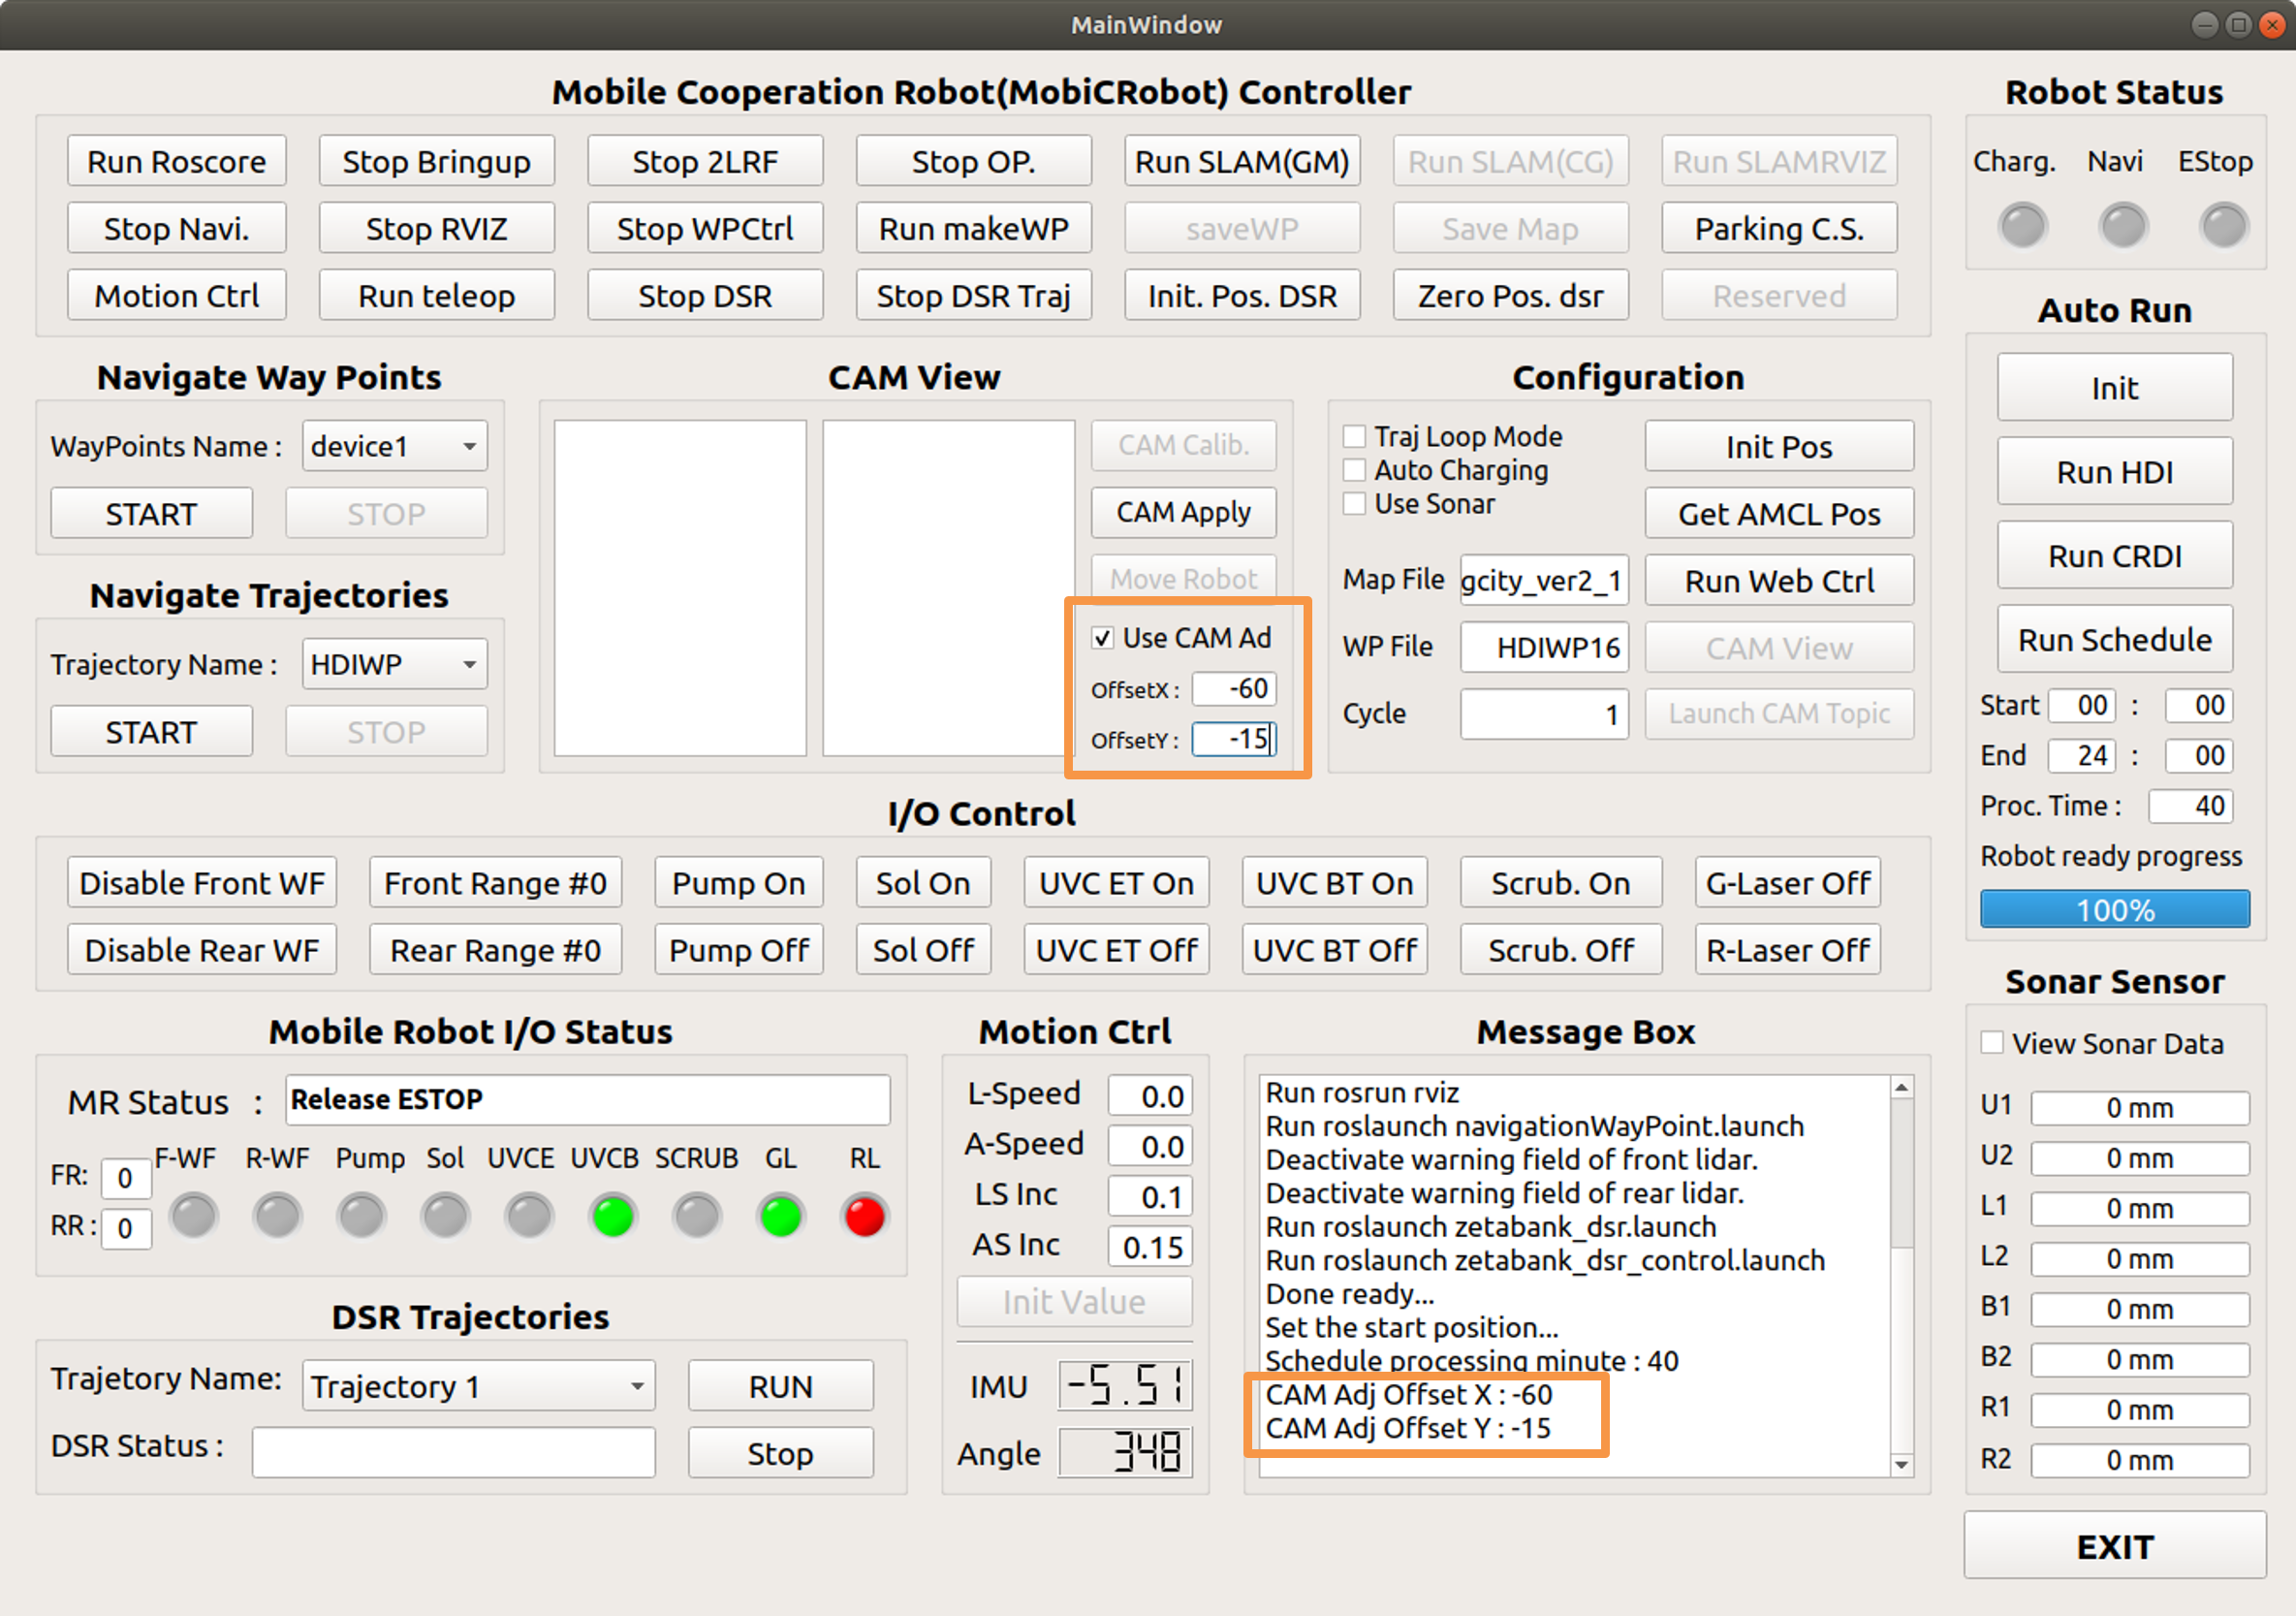 MainWindow
Mobile Cooperation Robot(MobiCRobot) Controller
Run Roscore Stop Bringup Stop 2LRF Stop OP. Run SLAM(GM) Run SLAM(CG) Run SLAMRVIZ
Stop Navi. Stop RVIZ Stop WPCtrl Run makeWP saveWP Save Map Parking C.S.
Motion Ctrl Run teleop Stop DSR Stop DSR Traj Init. Pos. DSR Zero Pos. dsr Reserved
Robot Status
Charg. Navi EStop
Navigate Way Points
WayPoints Name : device1
START STOP
Navigate Trajectories
Trajectory Name : HDIWP
START STOP
CAM View
CAM Calib.
CAM Apply
Move Robot
Use CAM Ad
OffsetX : -60
OffsetY : -15
Configuration
Traj Loop Mode
Auto Charging
Use Sonar
Init Pos
Get AMCL Pos
Map File gcity_ver2_1 Run Web Ctrl
WP File HDIWP16 CAM View
Cycle 1 Launch CAM Topic
Auto Run
Init
Run HDI
Run CRDI
Run Schedule
Start 00 : 00
End 24 : 00
Proc. Time : 40
Robot ready progress
100%
I/O Control
Disable Front WF Front Range #0 Pump On Sol On UVC ET On UVC BT On Scrub. On G-Laser Off
Disable Rear WF Rear Range #0 Pump Off Sol Off UVC ET Off UVC BT Off Scrub. Off R-Laser Off
Mobile Robot I/O Status
MR Status : Release ESTOP
F-WF R-WF Pump Sol UVCE UVCB SCRUB GL RL
FR: 0
RR : 0
DSR Trajectories
Trajetory Name: Trajectory 1 RUN
DSR Status : Stop
Motion Ctrl
L-Speed 0.0
A-Speed 0.0
LS Inc 0.1
AS Inc 0.15
Init Value
IMU -5.51
Angle 348
Message Box
Run rosrun rviz
Run roslaunch navigationWayPoint.launch
Deactivate warning field of front lidar.
Deactivate warning field of rear lidar.
Run roslaunch zetabank_dsr.launch
Run roslaunch zetabank_dsr_control.launch
Done ready...
Set the start position...
Schedule processing minute : 40
CAM Adj Offset X : -60
CAM Adj Offset Y : -15
Sonar Sensor
View Sonar Data
U1 0 mm
U2 0 mm
L1 0 mm
L2 0 mm
B1 0 mm
B2 0 mm
R1 0 mm
R2 0 mm
EXIT